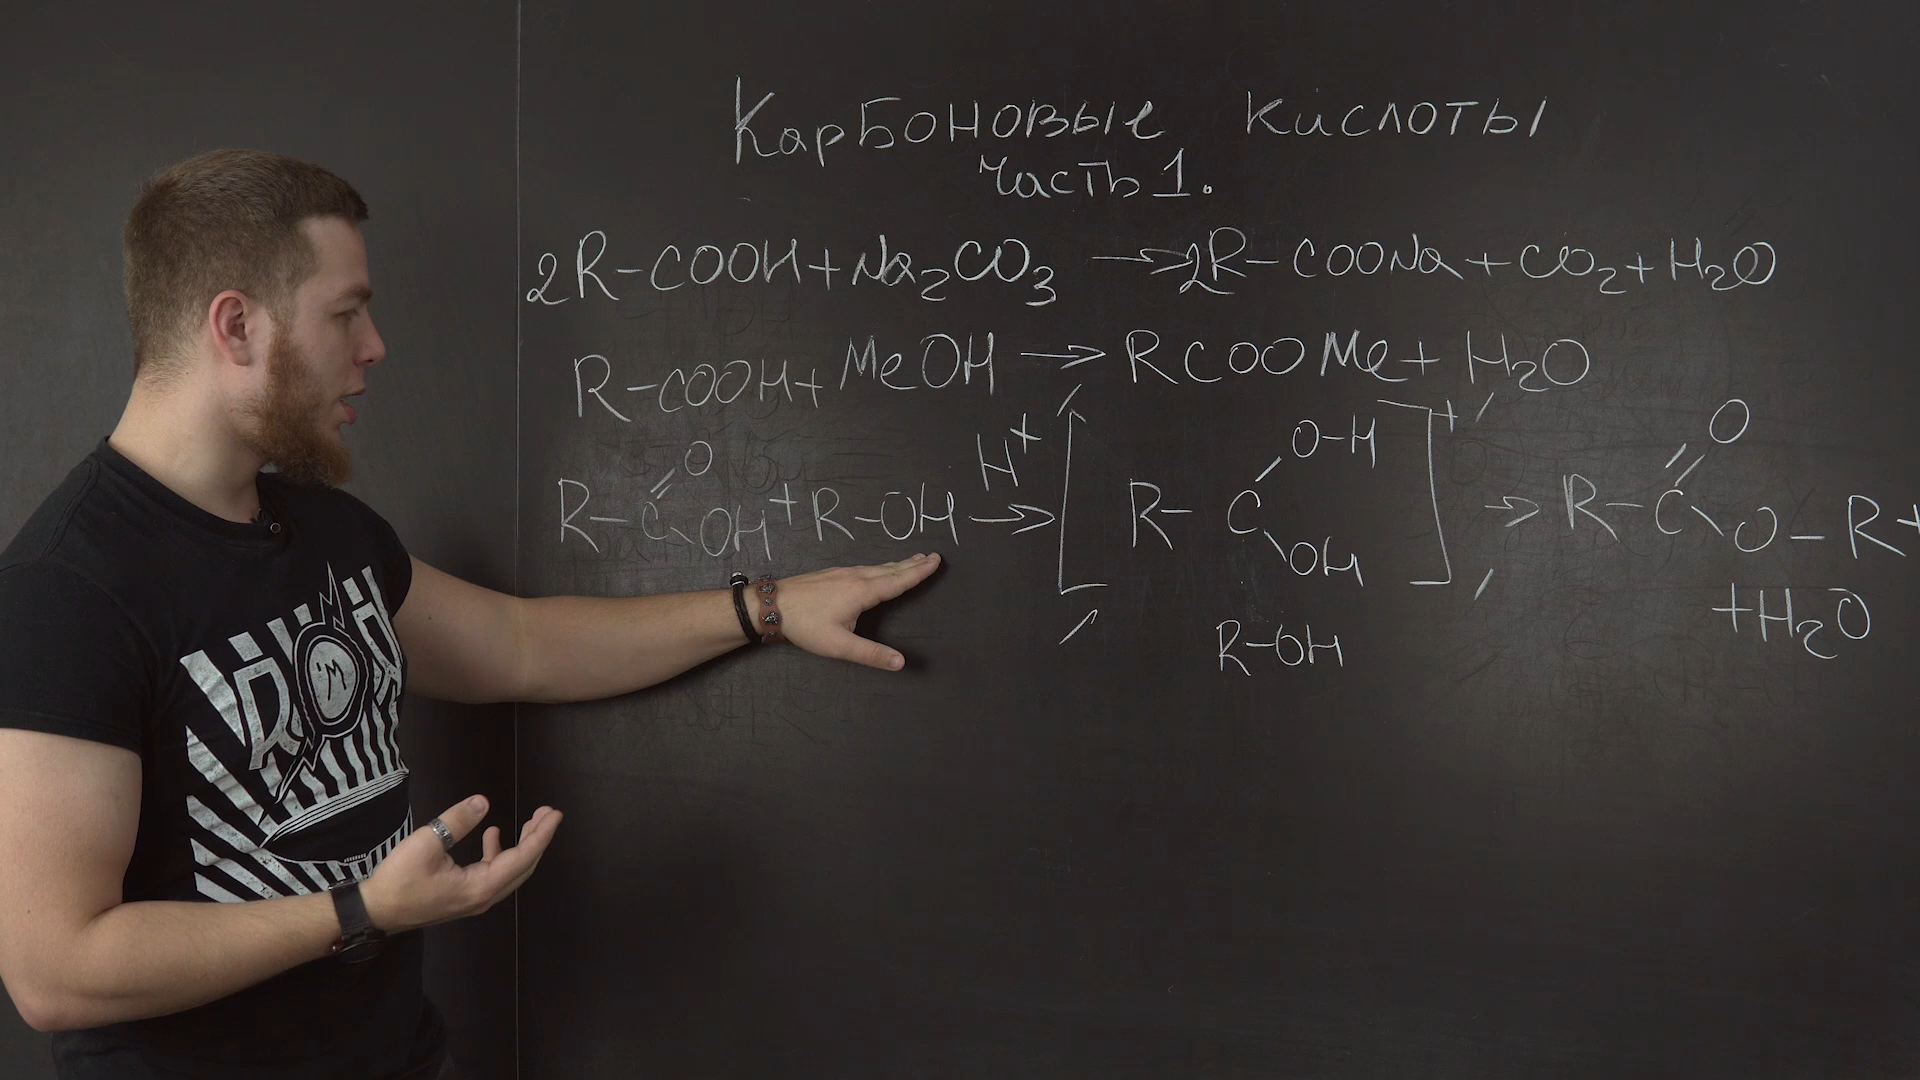 Карбоновые кислоты
Часть 1.
2R-COOH+Na₂CO₃ → 2R-COONa+CO₂+H₂O
R-COOH+MeOH → RCOOMe+H₂O
H⁺
R-C(=O)OH+R-OH → [R-C(O-H)OH]⁺ → R-C(=O)O-R+
R-OH
+H₂O
'M